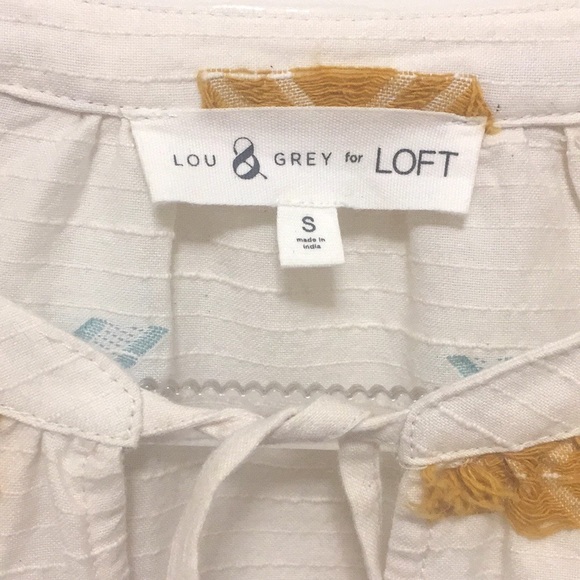 LOU & GREY for LOFT
S
made in
india